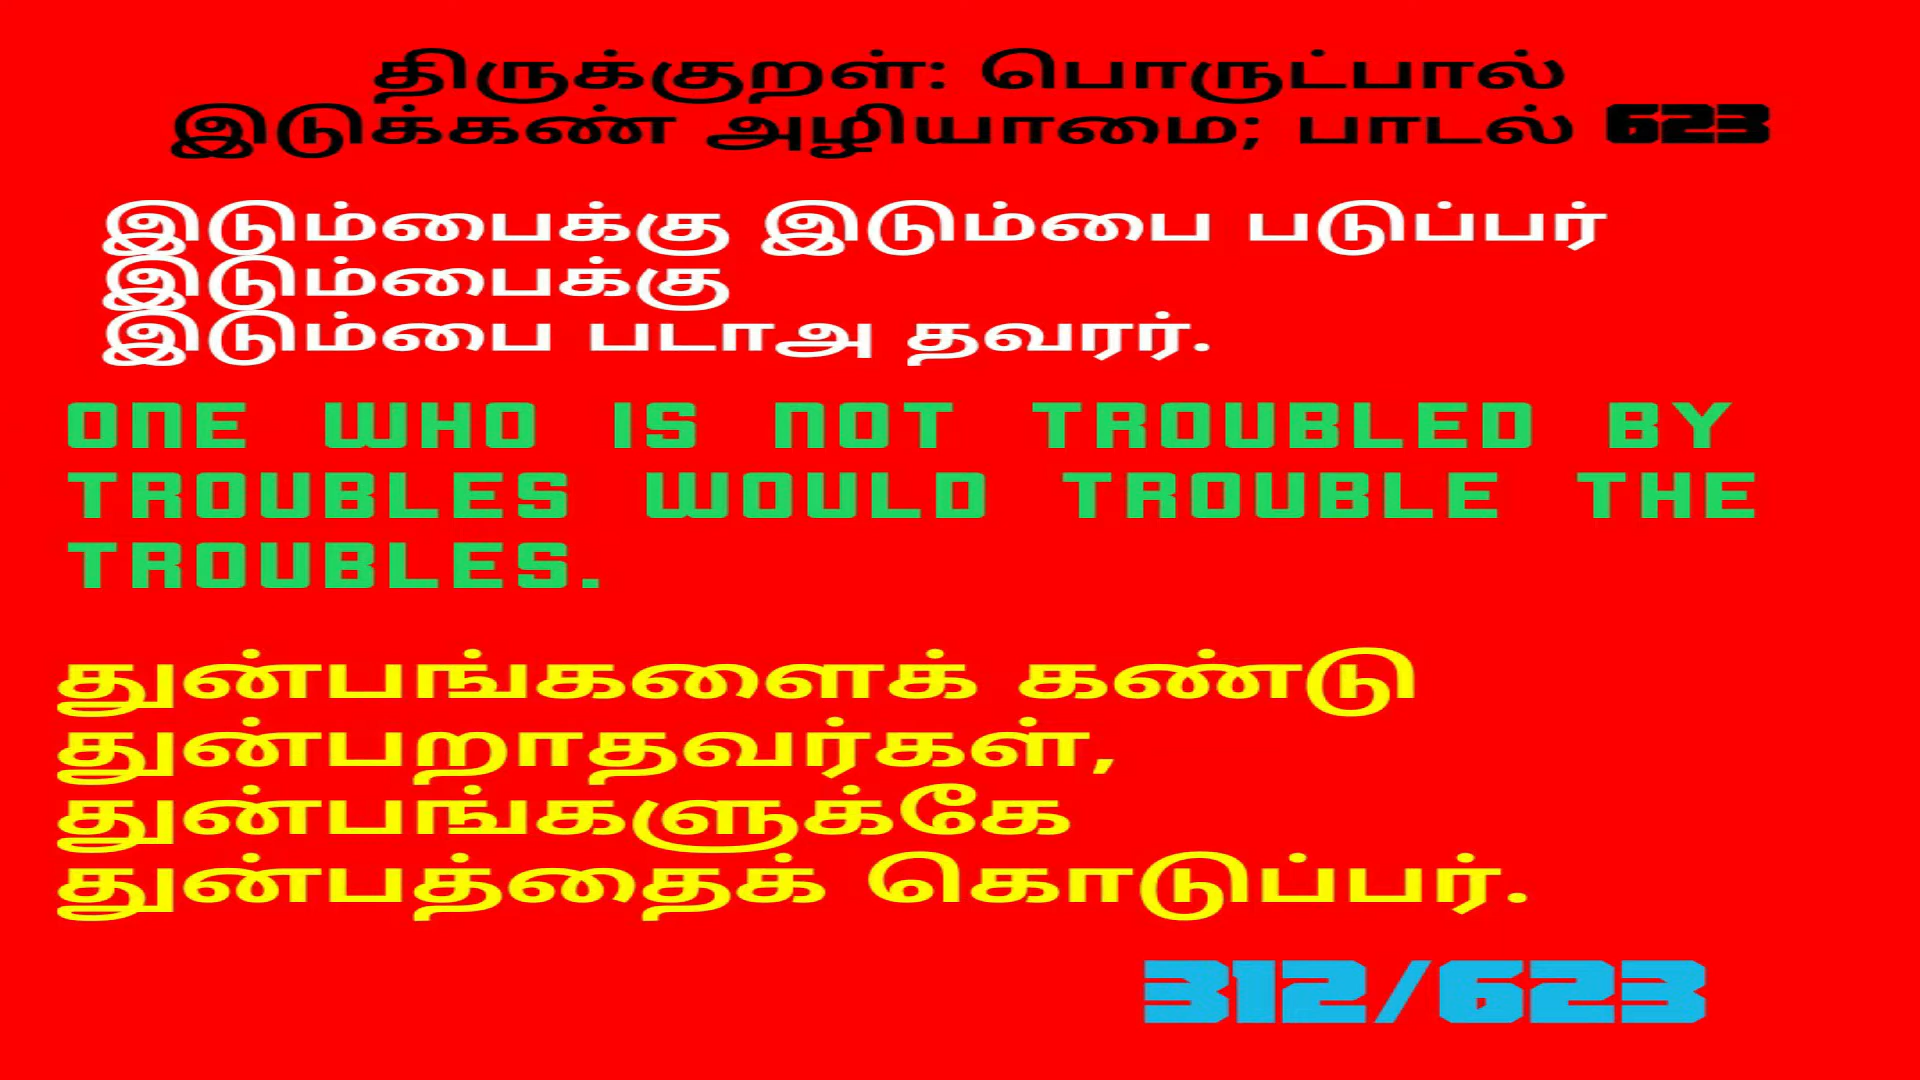 திருக்குறள்: பொருட்பால்
இடுக்கண் அழியாமை; பாடல் 623
இடும்பைக்கு இடும்பை படுப்பர்
இடும்பைக்கு
இடும்பை படாஅ தவரர்.
ONE WHO IS NOT TROUBLED BY
TROUBLES WOULD TROUBLE THE
TROUBLES.
துன்பங்களைக் கண்டு
துன்பறாதவர்கள்,
துன்பங்களுக்கே
துன்பத்தைக் கொடுப்பர்.
312/623